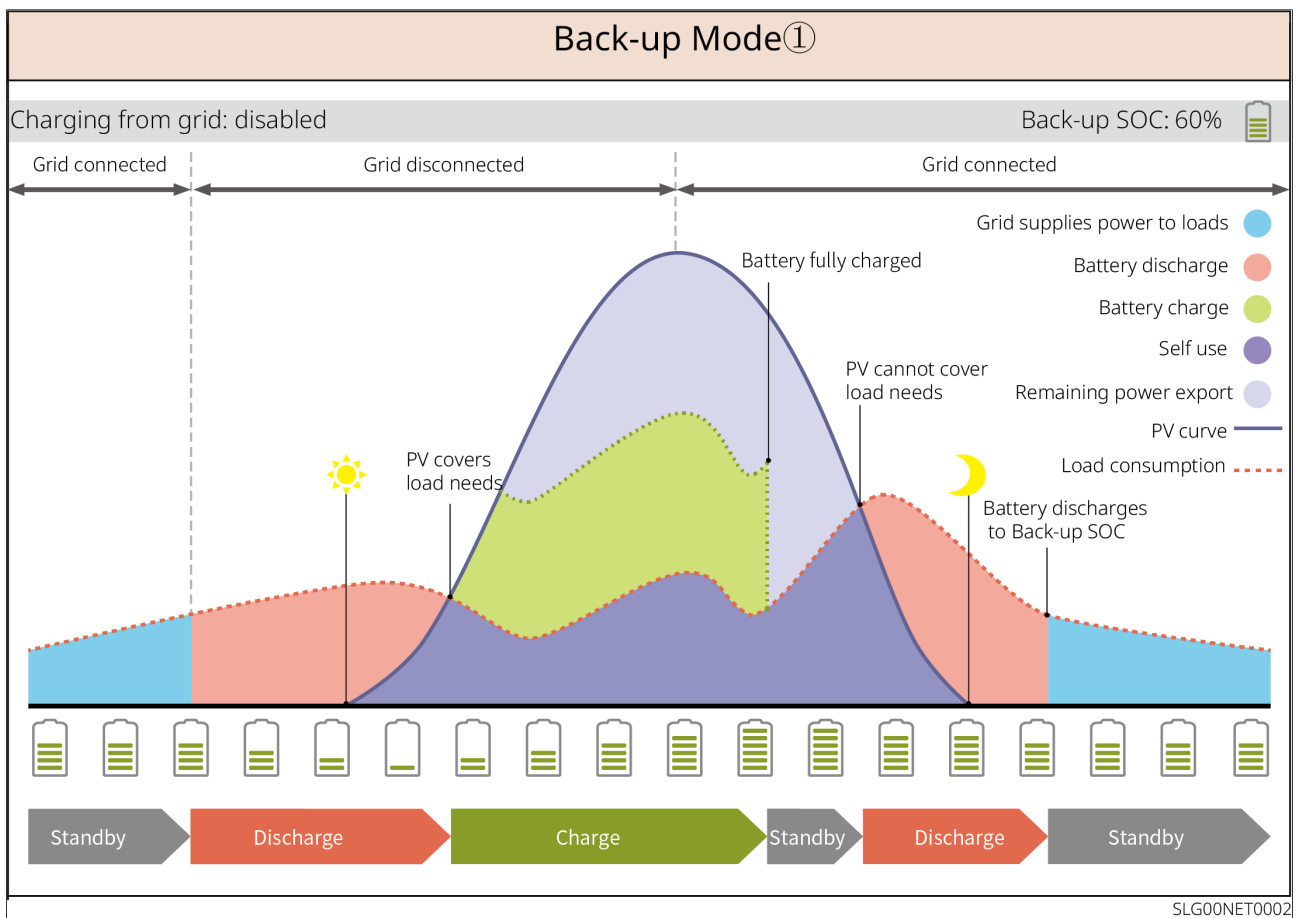 Back-up Mode①
Charging from grid: disabled
Back-up SOC: 60%
Grid connected
Grid disconnected
Grid connected
Grid supplies power to loads
Battery discharge
Battery charge
Self use
Remaining power export
PV curve
Load consumption
Battery fully charged
PV cannot cover
load needs
PV covers
load needs
Battery discharges
to Back-up SOC
Standby
Discharge
Charge
Standby
Discharge
Standby
SLG00NET0002